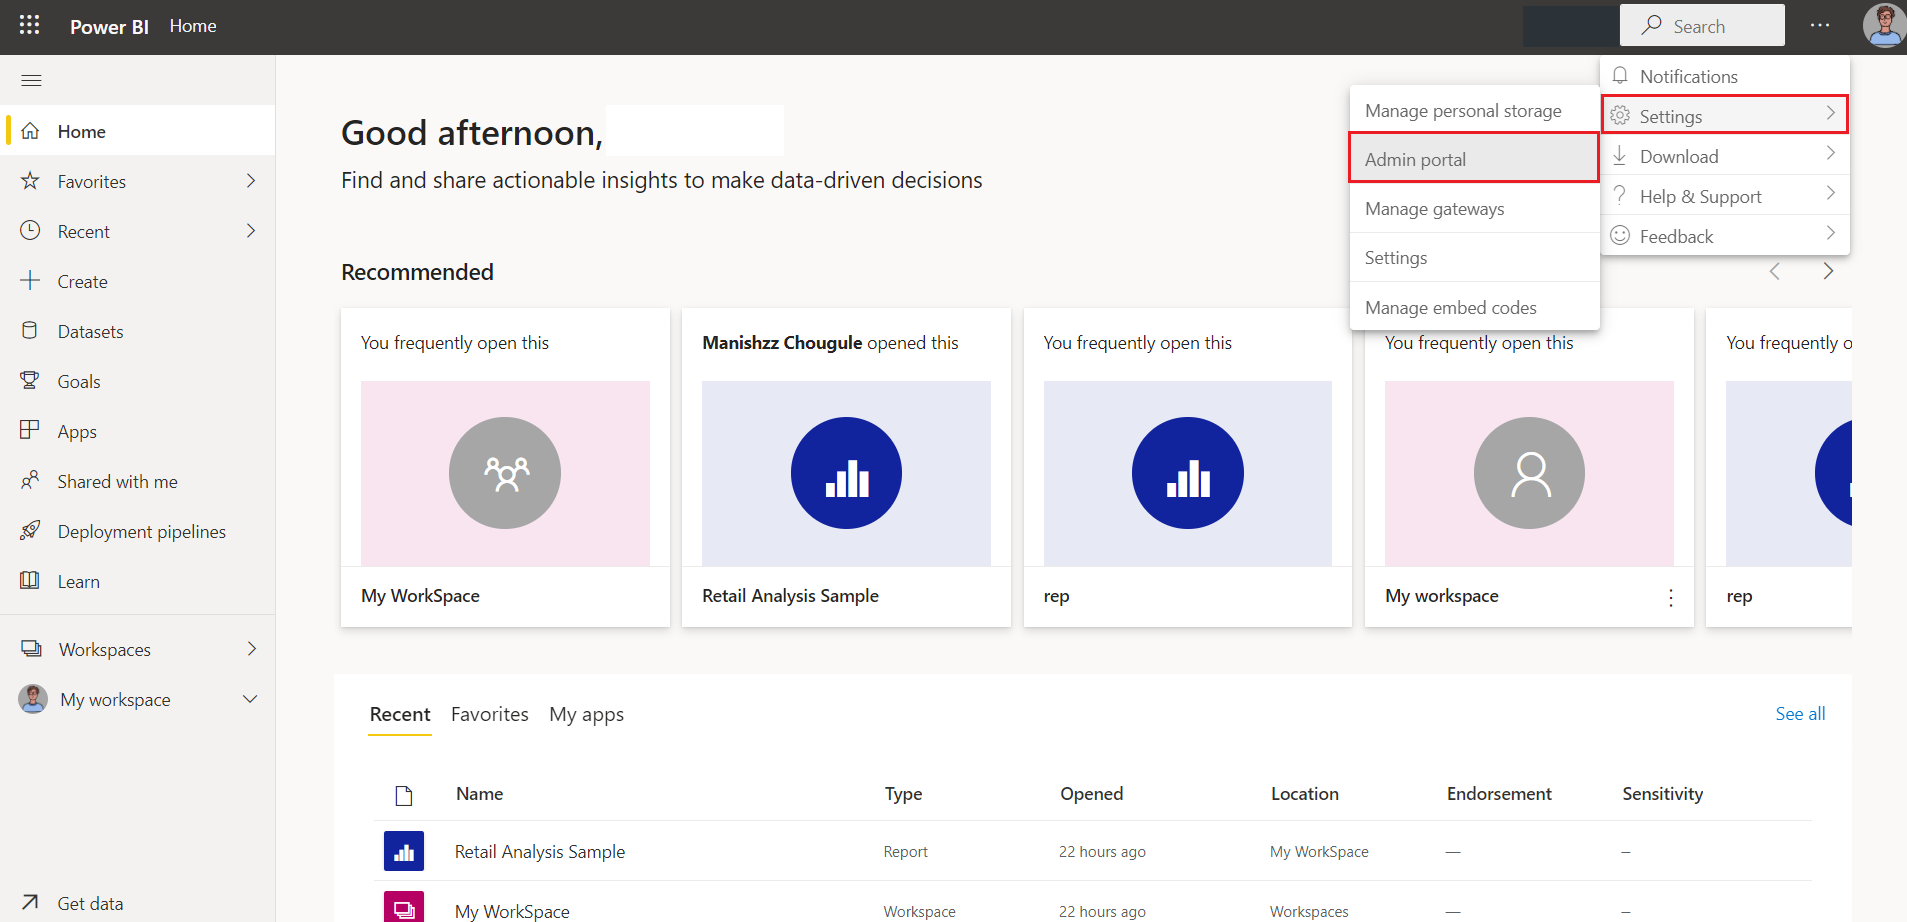 Power BI Home
Search
Home
Favorites
Recent
Create
Datasets
Goals
Apps
Shared with me
Deployment pipelines
Learn
Workspaces
My workspace
Get data
Good afternoon,
Find and share actionable insights to make data-driven decisions
Notifications
Settings
Download
Help & Support
Feedback
Manage personal storage
Admin portal
Manage gateways
Settings
Manage embed codes
Recommended
You frequently open this
My WorkSpace
Manishzz Chougule opened this
Retail Analysis Sample
You frequently open this
rep
You frequently open this
My workspace
You frequently o
rep
Recent Favorites My apps
See all
Name Type Opened Location Endorsement Sensitivity
Retail Analysis Sample Report 22 hours ago My WorkSpace — –
My WorkSpace Workspace 22 hours ago Workspaces — –